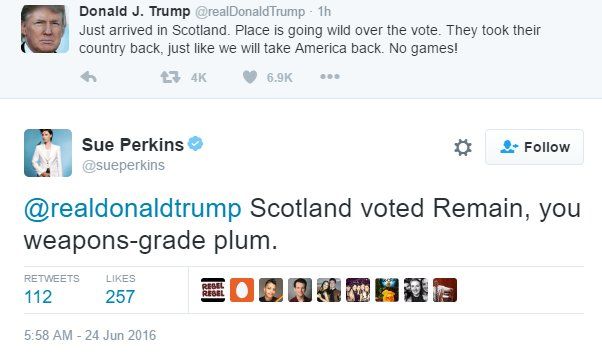 Donald J. Trump @realDonaldTrump · 1h
Just arrived in Scotland. Place is going wild over the vote. They took their
country back, just like we will take America back. No games!
4K 6.9K
Sue Perkins
@sueperkins
Follow
@realdonaldtrump Scotland voted Remain, you
weapons-grade plum.
RETWEETS LIKES
112 257
REBEL
REBEL
5:58 AM - 24 Jun 2016